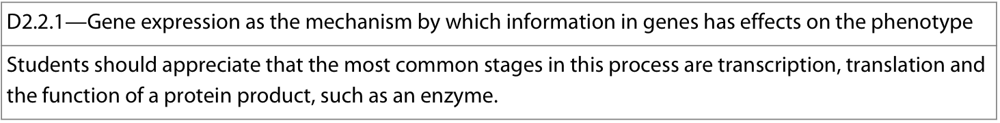 D2.2.1—Gene expression as the mechanism by which information in genes has effects on the phenotype
Students should appreciate that the most common stages in this process are transcription, translation and
the function of a protein product, such as an enzyme.